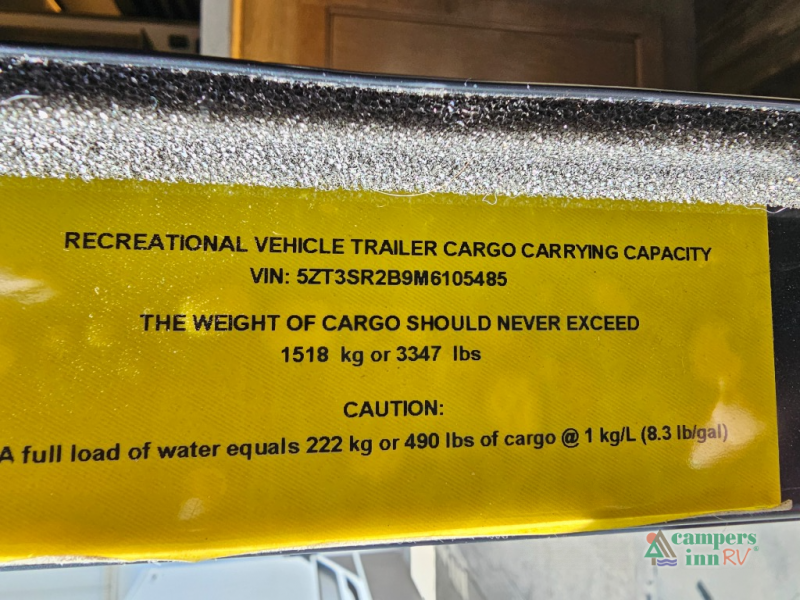 RECREATIONAL VEHICLE TRAILER CARGO CARRYING CAPACITY
VIN: 5ZT3SR2B9M6105485
THE WEIGHT OF CARGO SHOULD NEVER EXCEED
1518 kg or 3347 lbs
CAUTION:
A full load of water equals 222 kg or 490 lbs of cargo @ 1 kg/L (8.3 lb/gal)
campers
inn RV